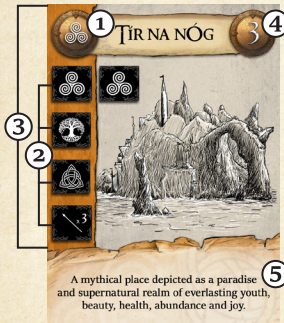 1
TÍR NA NÓG
3
4
3
2
3
5
A mythical place depicted as a paradise
and supernatural realm of everlasting youth,
beauty, health, abundance and joy.